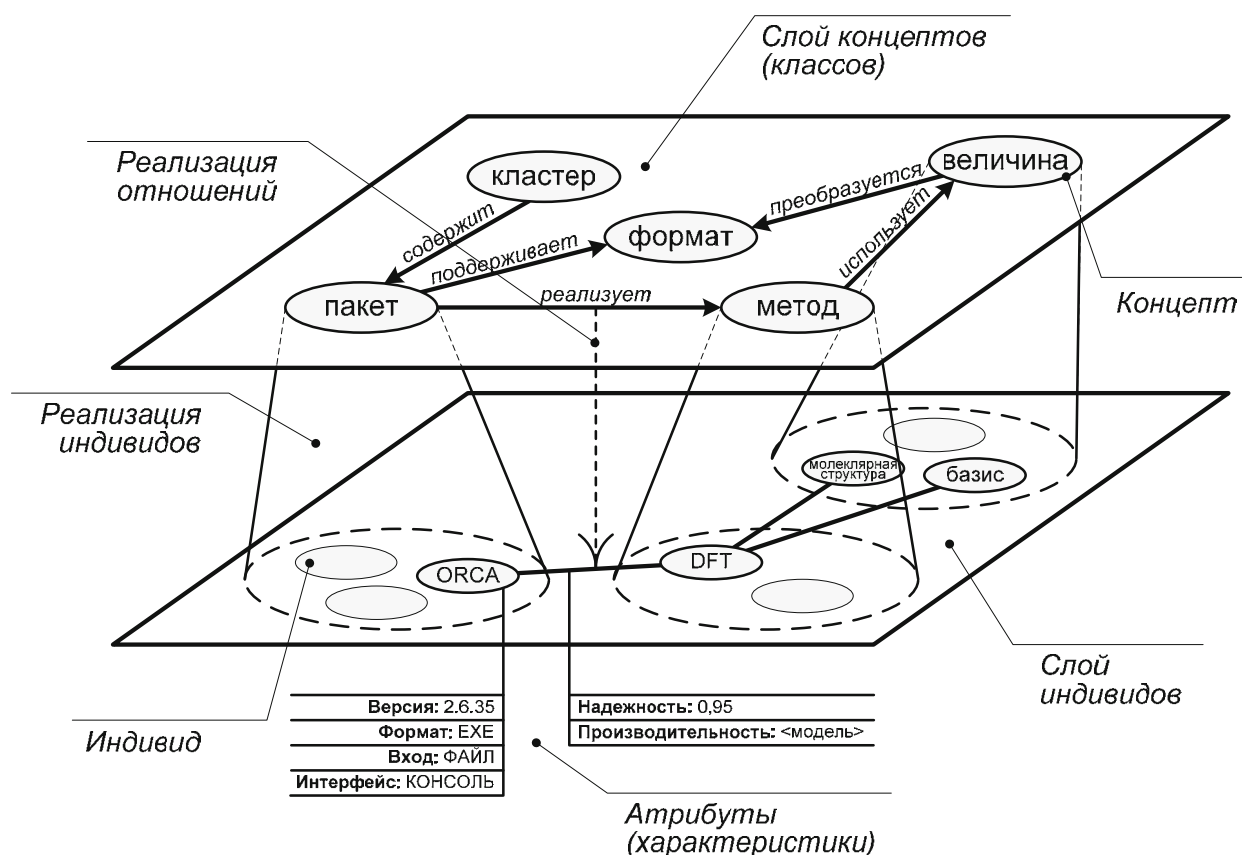 Слой концептов
(классов)
Реализация
отношений
кластер
величина
преобразуется
содержит
формат
поддерживает
использует
пакет
реализует
метод
Концепт
Реализация
индивидов
молеклярная
структура
базис
ORCA
DFT
Слой
индивидов
Индивид
Версия: 2.6.35
Формат: EXE
Вход: ФАЙЛ
Интерфейс: КОНСОЛЬ
Надежность: 0,95
Производительность: <модель>
Атрибуты
(характеристики)